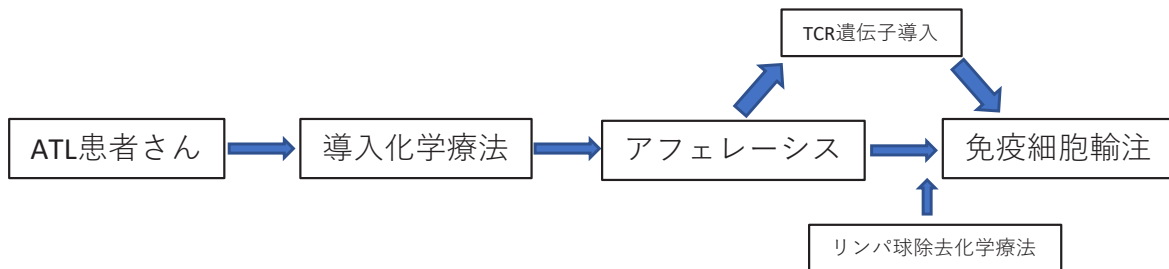 TCR遺伝子導入
ATL患者さん
導入化学療法
アフェレーシス
免疫細胞輸注
リンパ球除去化学療法